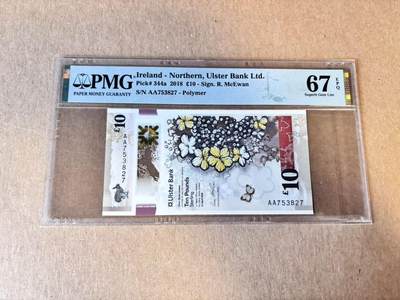 PMG
PAPER MONEY GUARANTY
Ireland - Northern, Ulster Bank Ltd.
Pick# 344a 2018 £10 - Sign. R. McEwan
S/N AA753827 - Polymer
67 EPQ
Superb Gem Unc
£10
AA753827
Ulster Bank
Ten Pounds
Sterling
£10
AA753827